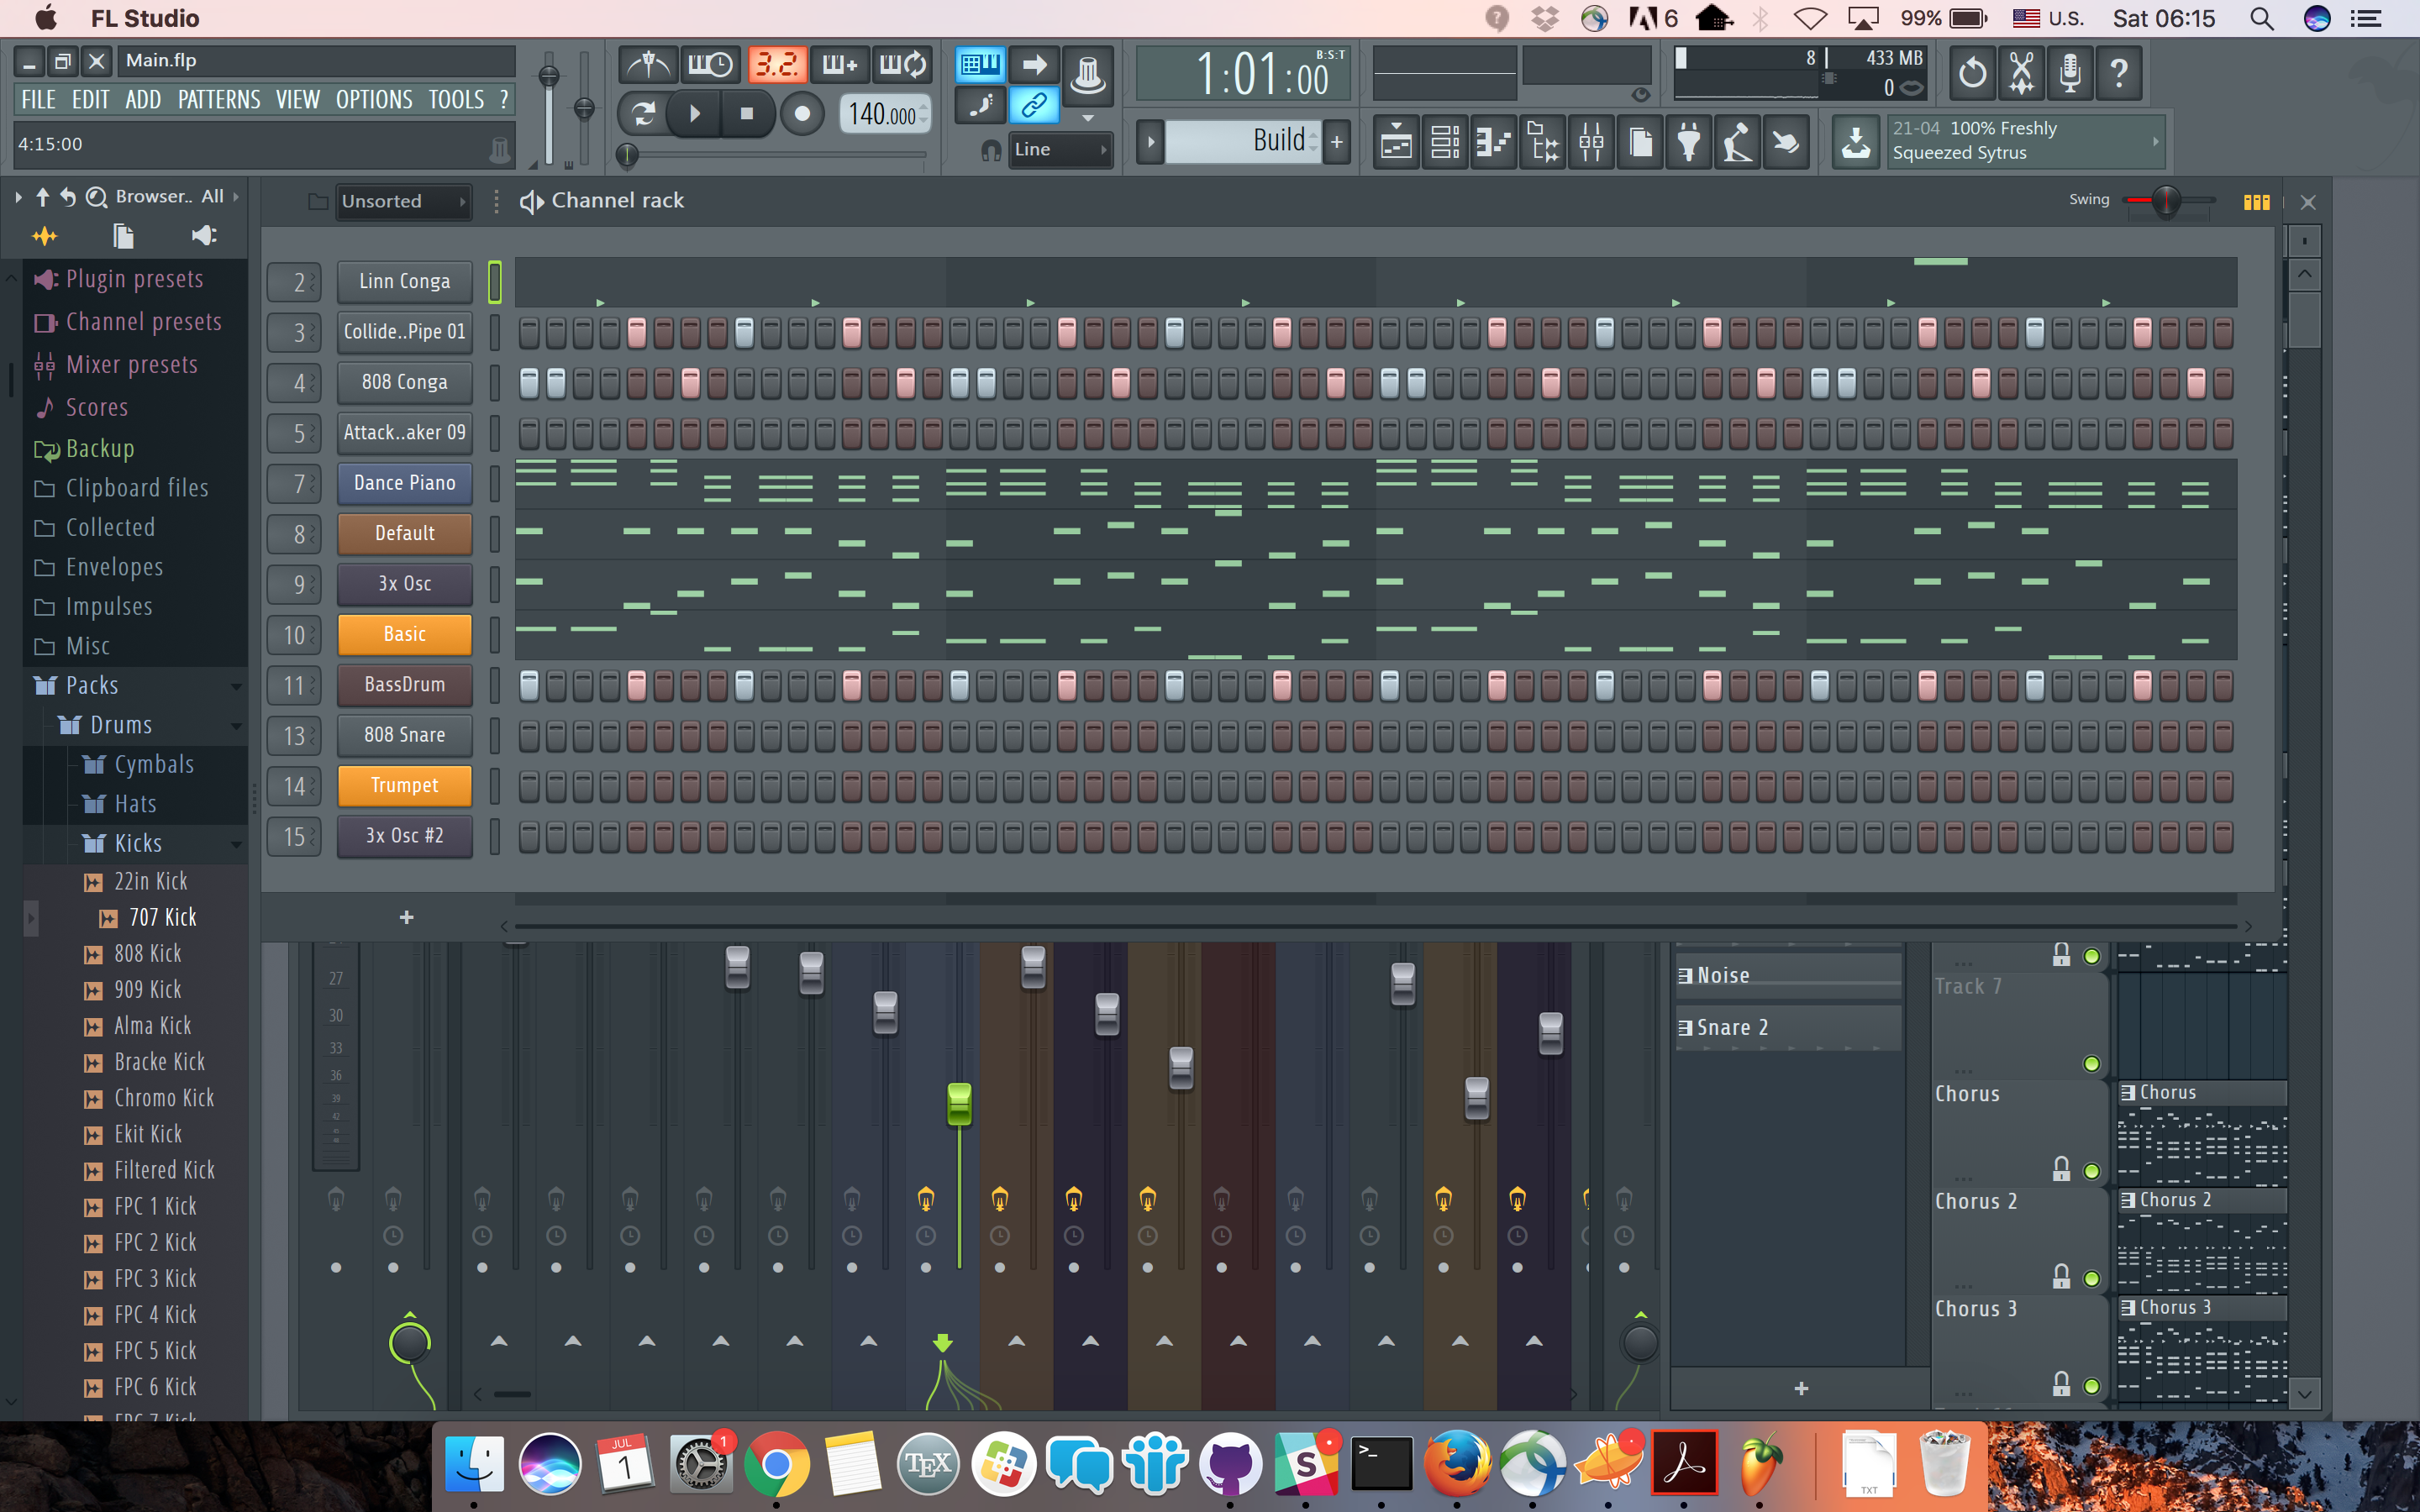 FL Studio
6
99%
U.S.
Sat 06:15
Main.flp
FILE EDIT ADD PATTERNS VIEW OPTIONS TOOLS ?
4:15:00
3.2.
140.000
Line
1:01:00
B:S:T
Build
8
433 MB
0
?
21-04 100% Freshly
Squeezed Sytrus
Browser.. All
Unsorted
Channel rack
Swing
Plugin presets
Channel presets
Mixer presets
Scores
Backup
Clipboard files
Collected
Envelopes
Impulses
Misc
Packs
Drums
Cymbals
Hats
Kicks
22in Kick
707 Kick
808 Kick
909 Kick
Alma Kick
Bracke Kick
Chromo Kick
Ekit Kick
Filtered Kick
FPC 1 Kick
FPC 2 Kick
FPC 3 Kick
FPC 4 Kick
FPC 5 Kick
FPC 6 Kick
FPC 7 Kick
2 Linn Conga
3 Collide..Pipe 01
4 808 Conga
5 Attack..aker 09
7 Dance Piano
8 Default
9 3x Osc
10 Basic
11 BassDrum
13 808 Snare
14 Trumpet
15 3x Osc #2
27
30
33
36
39
42
Noise
Snare 2
Track 7
Chorus
Chorus
Chorus 2
Chorus 2
Chorus 3
Chorus 3
JUL
1
1
TEX
S
>_
TXT